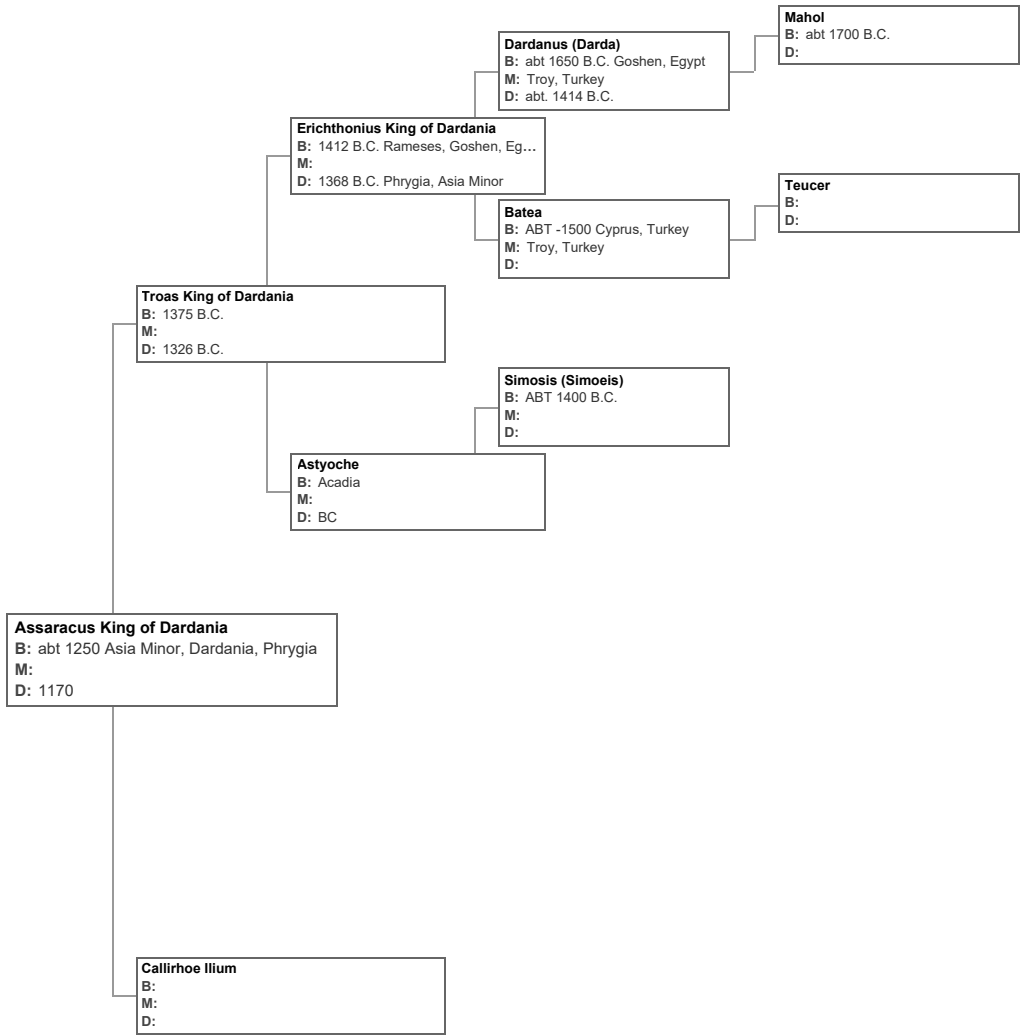 Mahol
B: abt 1700 B.C.
D:
Dardanus (Darda)
B: abt 1650 B.C. Goshen, Egypt
M: Troy, Turkey
D: abt. 1414 B.C.
Erichthonius King of Dardania
B: 1412 B.C. Rameses, Goshen, Eg...
M:
D: 1368 B.C. Phrygia, Asia Minor
Teucer
B:
D:
Batea
B: ABT -1500 Cyprus, Turkey
M: Troy, Turkey
D:
Troas King of Dardania
B: 1375 B.C.
M:
D: 1326 B.C.
Simosis (Simoeis)
B: ABT 1400 B.C.
M:
D:
Astyoche
B: Acadia
M:
D: BC
Assaracus King of Dardania
B: abt 1250 Asia Minor, Dardania, Phrygia
M:
D: 1170
Callirhoe Ilium
B:
M:
D: